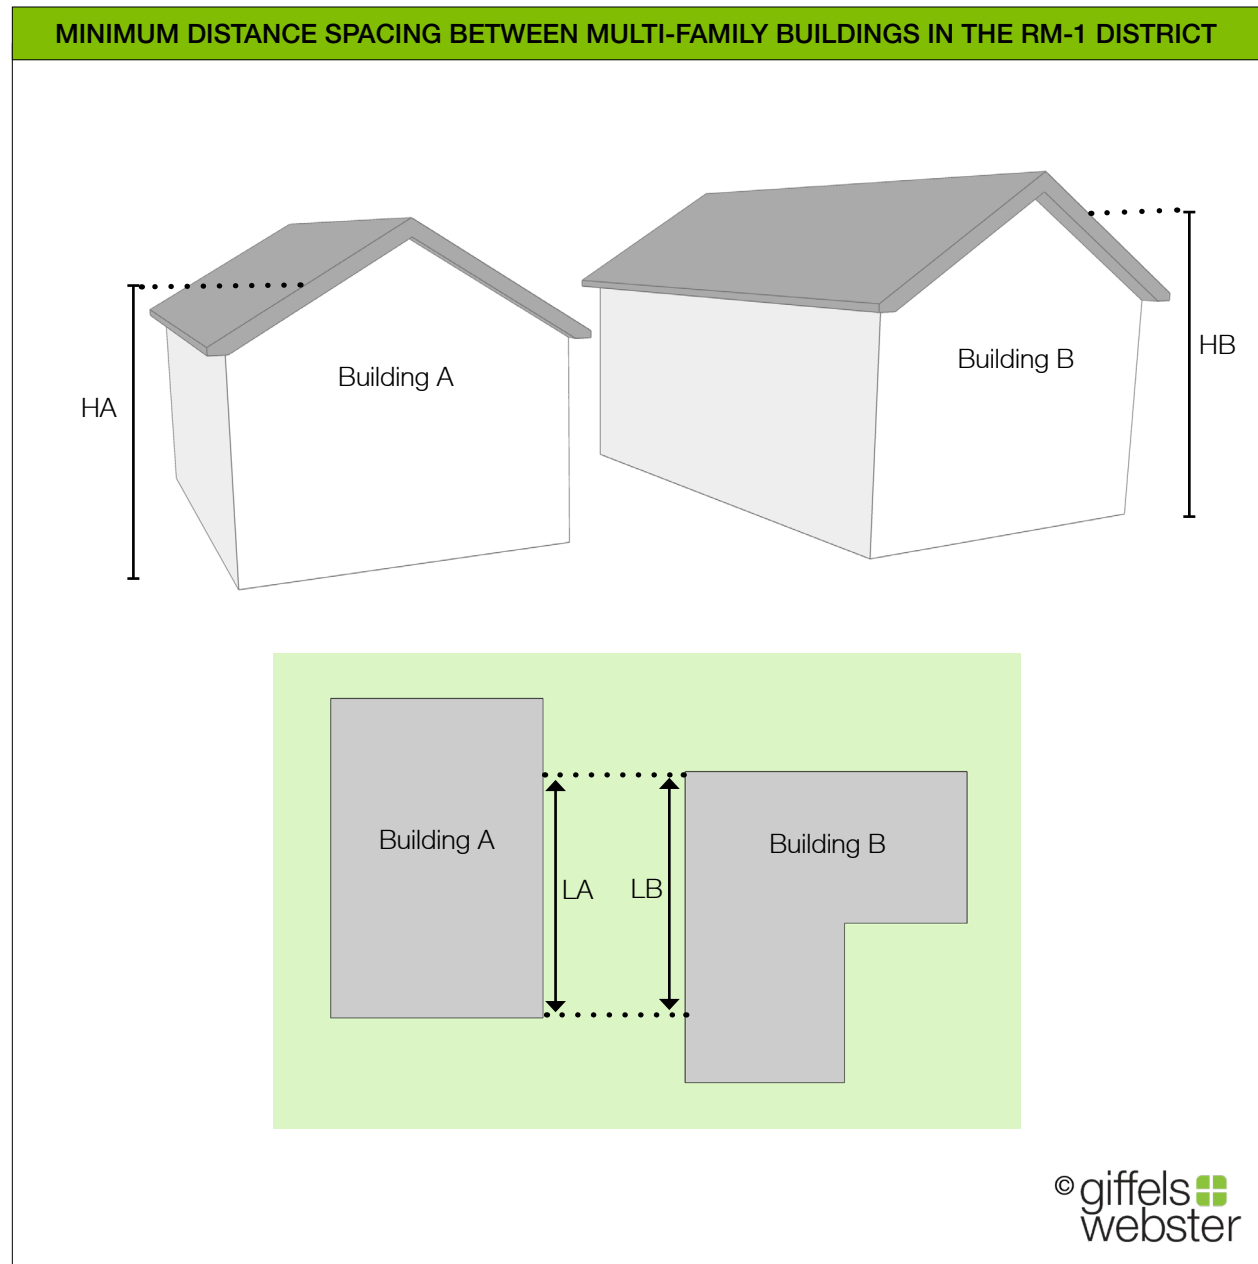 MINIMUM DISTANCE SPACING BETWEEN MULTI-FAMILY BUILDINGS IN THE RM-1 DISTRICT
Building A
Building B
HA
HB
Building A
Building B
LA
LB
© giffels
webster